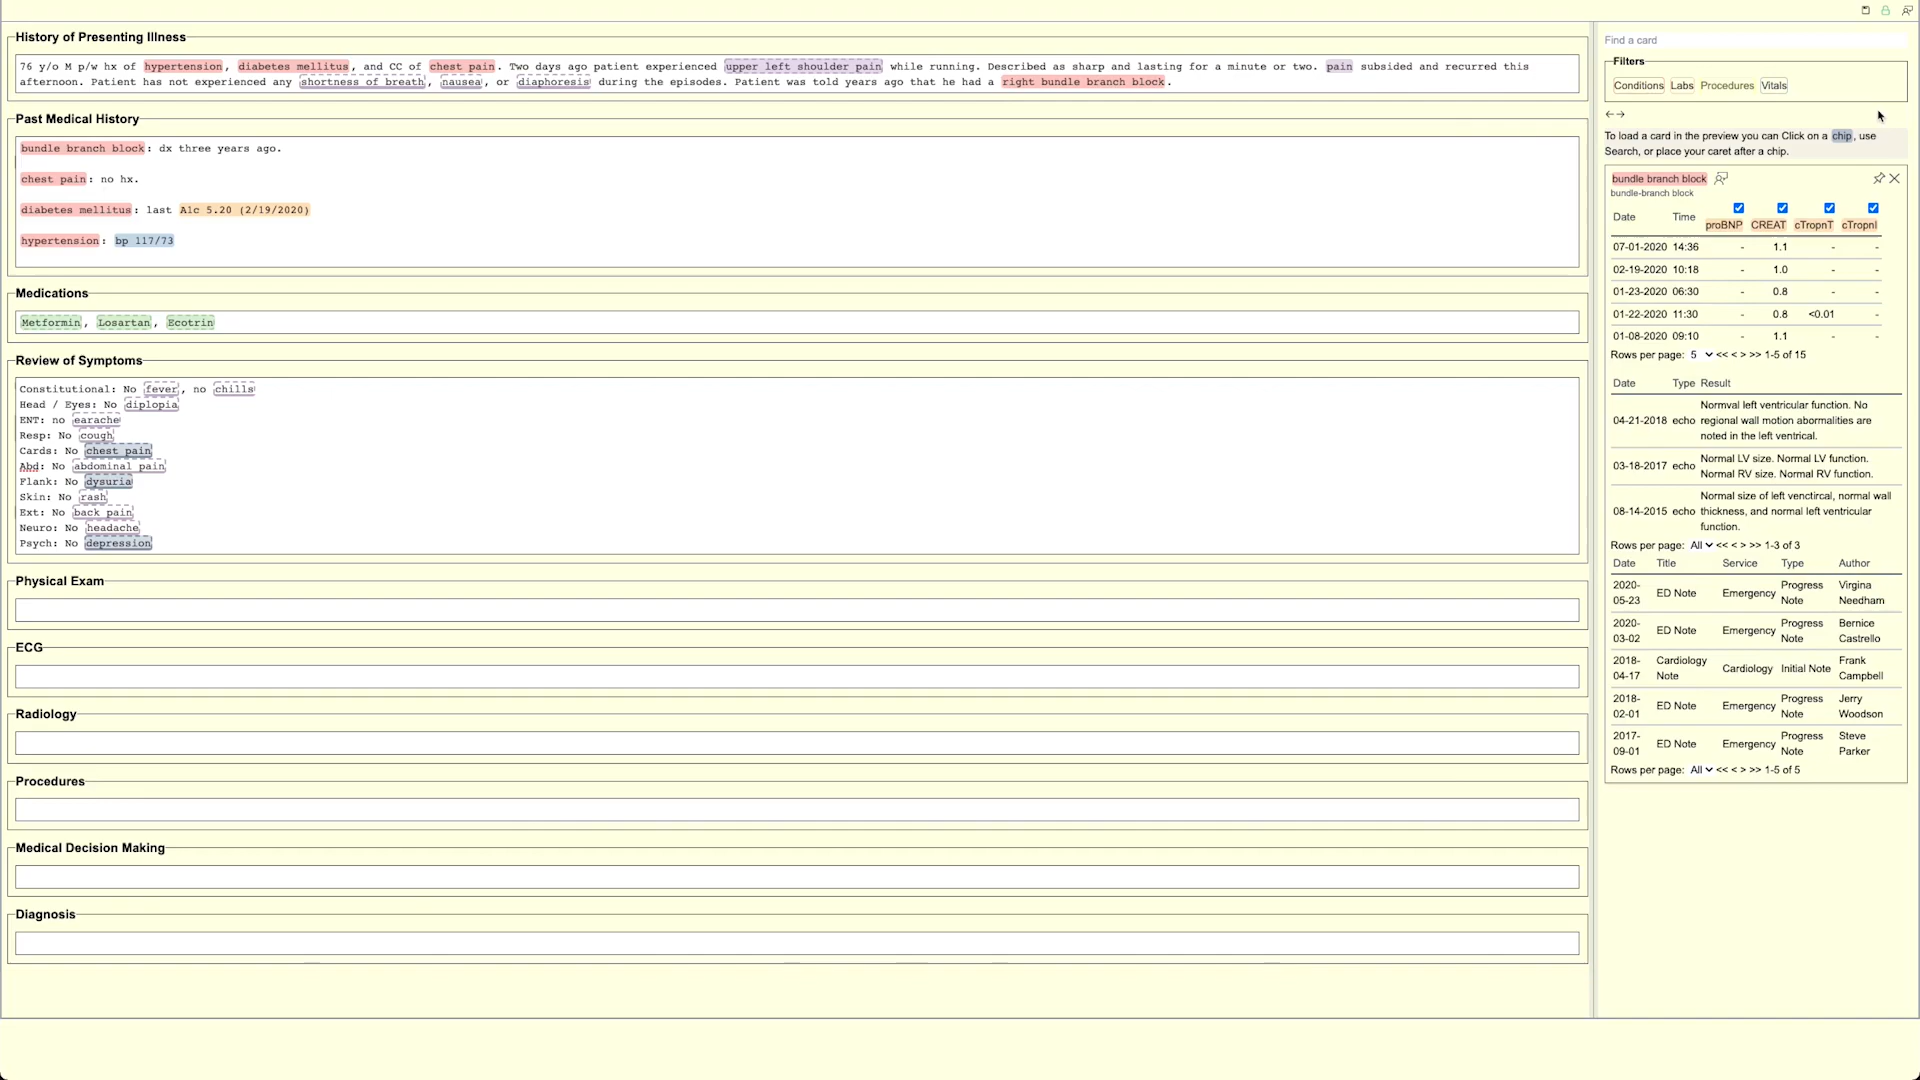 History of Presenting Illness
76 y/o M p/w hx of hypertension, diabetes mellitus, and CC of chest pain. Two days ago patient experienced upper left shoulder pain while running. Described as sharp and lasting for a minute or two. pain subsided and recurred this
afternoon. Patient has not experienced any shortness of breath, nausea, or diaphoresis during the episodes. Patient was told years ago that he had a right bundle branch block.
Past Medical History
bundle branch block: dx three years ago.
chest pain: no hx.
diabetes mellitus: last A1c 5.20 (2/19/2020)
hypertension: bp 117/73
Medications
Metformin, Losartan, Ecotrin
Review of Symptoms
Constitutional: No fever, no chills
Head / Eyes: No diplopia
ENT: no earache
Resp: No cough
Cards: No chest pain
Abd: No abdominal pain
Flank: No dysuria
Skin: No rash
Ext: No back pain
Neuro: No headache
Psych: No depression
Physical Exam
ECG
Radiology
Procedures
Medical Decision Making
Diagnosis
Find a card
Filters
Conditions Labs Procedures Vitals
←→
To load a card in the preview you can Click on a chip, use
Search, or place your caret after a chip.
bundle branch block
bundle-branch block
Date Time proBNP CREAT cTropnT cTropnI
07-01-2020 14:36 - 1.1 - -
02-19-2020 10:18 - 1.0 - -
01-23-2020 06:30 - 0.8 - -
01-22-2020 11:30 - 0.8 <0.01 -
01-08-2020 09:10 - 1.1 - -
Rows per page: 5 << < > >> 1-5 of 15
Date Type Result
Normval left ventricular function. No
04-21-2018 echo regional wall motion abormalities are
noted in the left ventrical.
Normal LV size. Normal LV function.
03-18-2017 echo
Normal RV size. Normal RV function.
Normal size of left venctircal, normal wall
08-14-2015 echo thickness, and normal left ventricular
function.
Rows per page: All << < > >> 1-3 of 3
Date Title Service Type Author
2020-05-23 ED Note Emergency Progress Note Virgina Needham
2020-03-02 ED Note Emergency Progress Note Bernice Castrello
2018-04-17 Cardiology Note Cardiology Initial Note Frank Campbell
2018-02-01 ED Note Emergency Progress Note Jerry Woodson
2017-09-01 ED Note Emergency Progress Note Steve Parker
Rows per page: All << < > >> 1-5 of 5